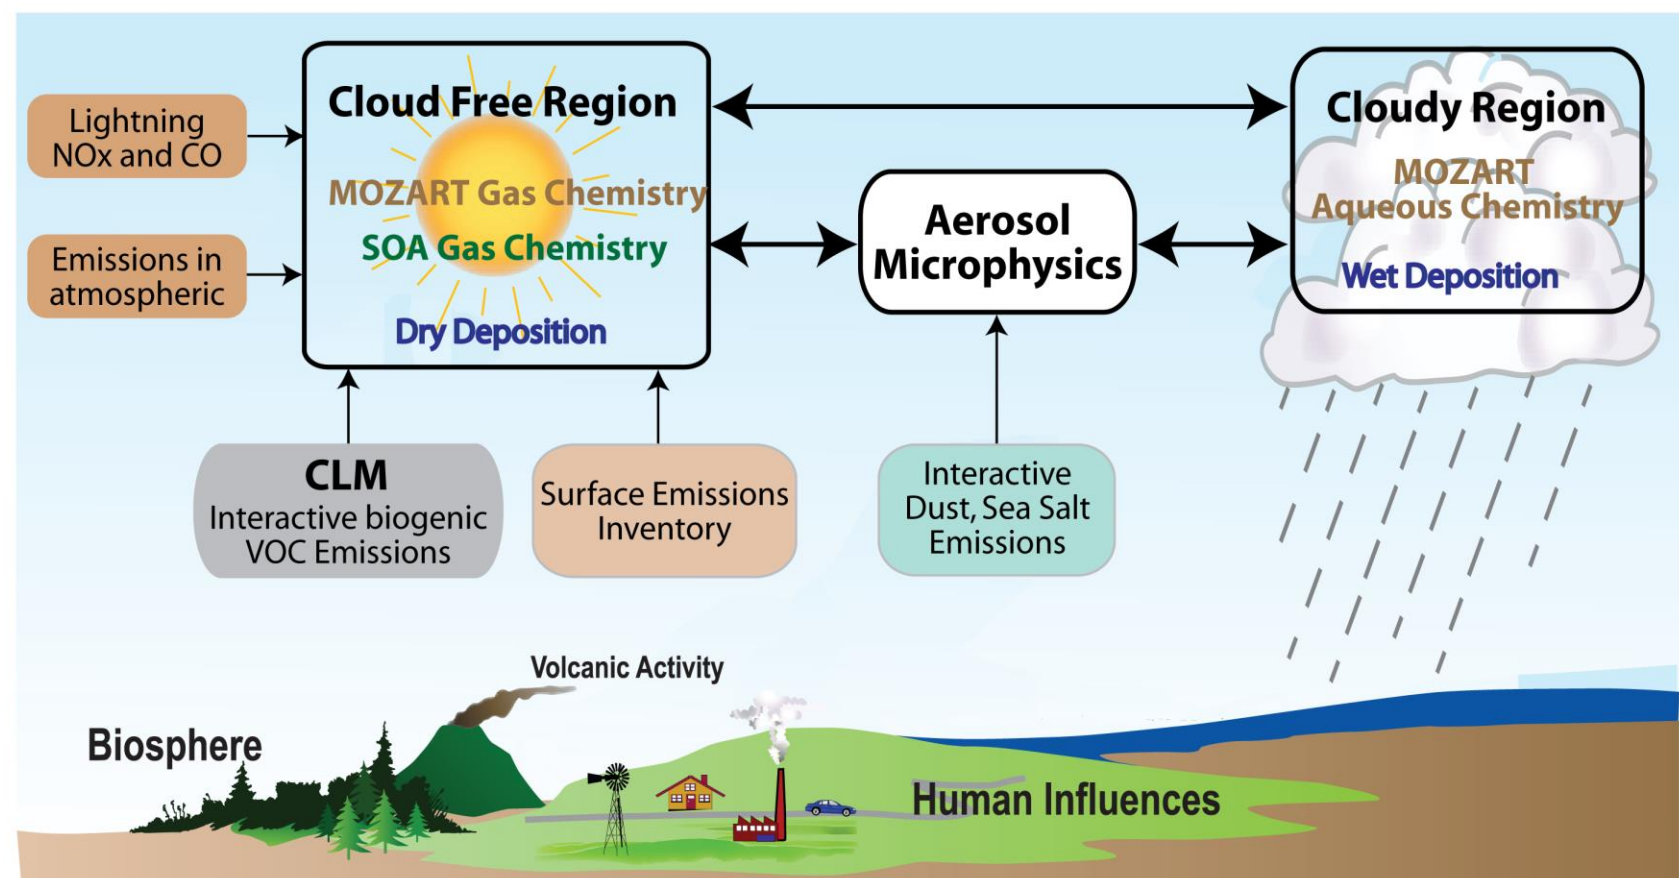 Cloud Free Region
MOZART Gas Chemistry
SOA Gas Chemistry
Dry Deposition
Lightning
NOx and CO
Emissions in
atmospheric
Aerosol
Microphysics
Cloudy Region
MOZART
Aqueous Chemistry
Wet Deposition
CLM
Interactive biogenic
VOC Emissions
Surface Emissions
Inventory
Interactive
Dust, Sea Salt
Emissions
Volcanic Activity
Biosphere
Human Influences